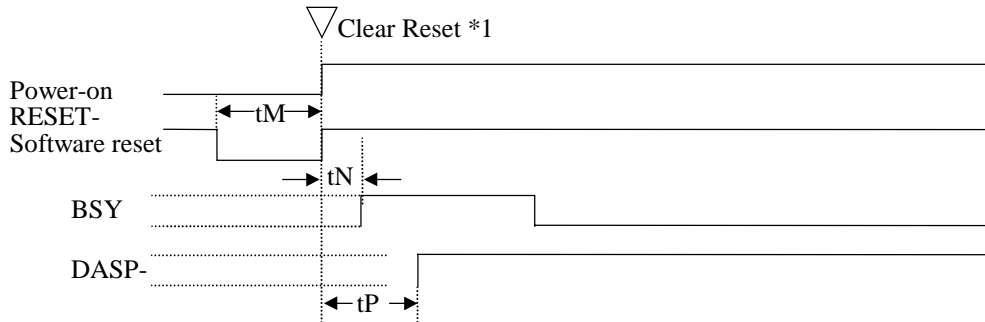 Clear Reset *1
Power-on
RESET-
tM
Software reset
tN
BSY
DASP-
tP